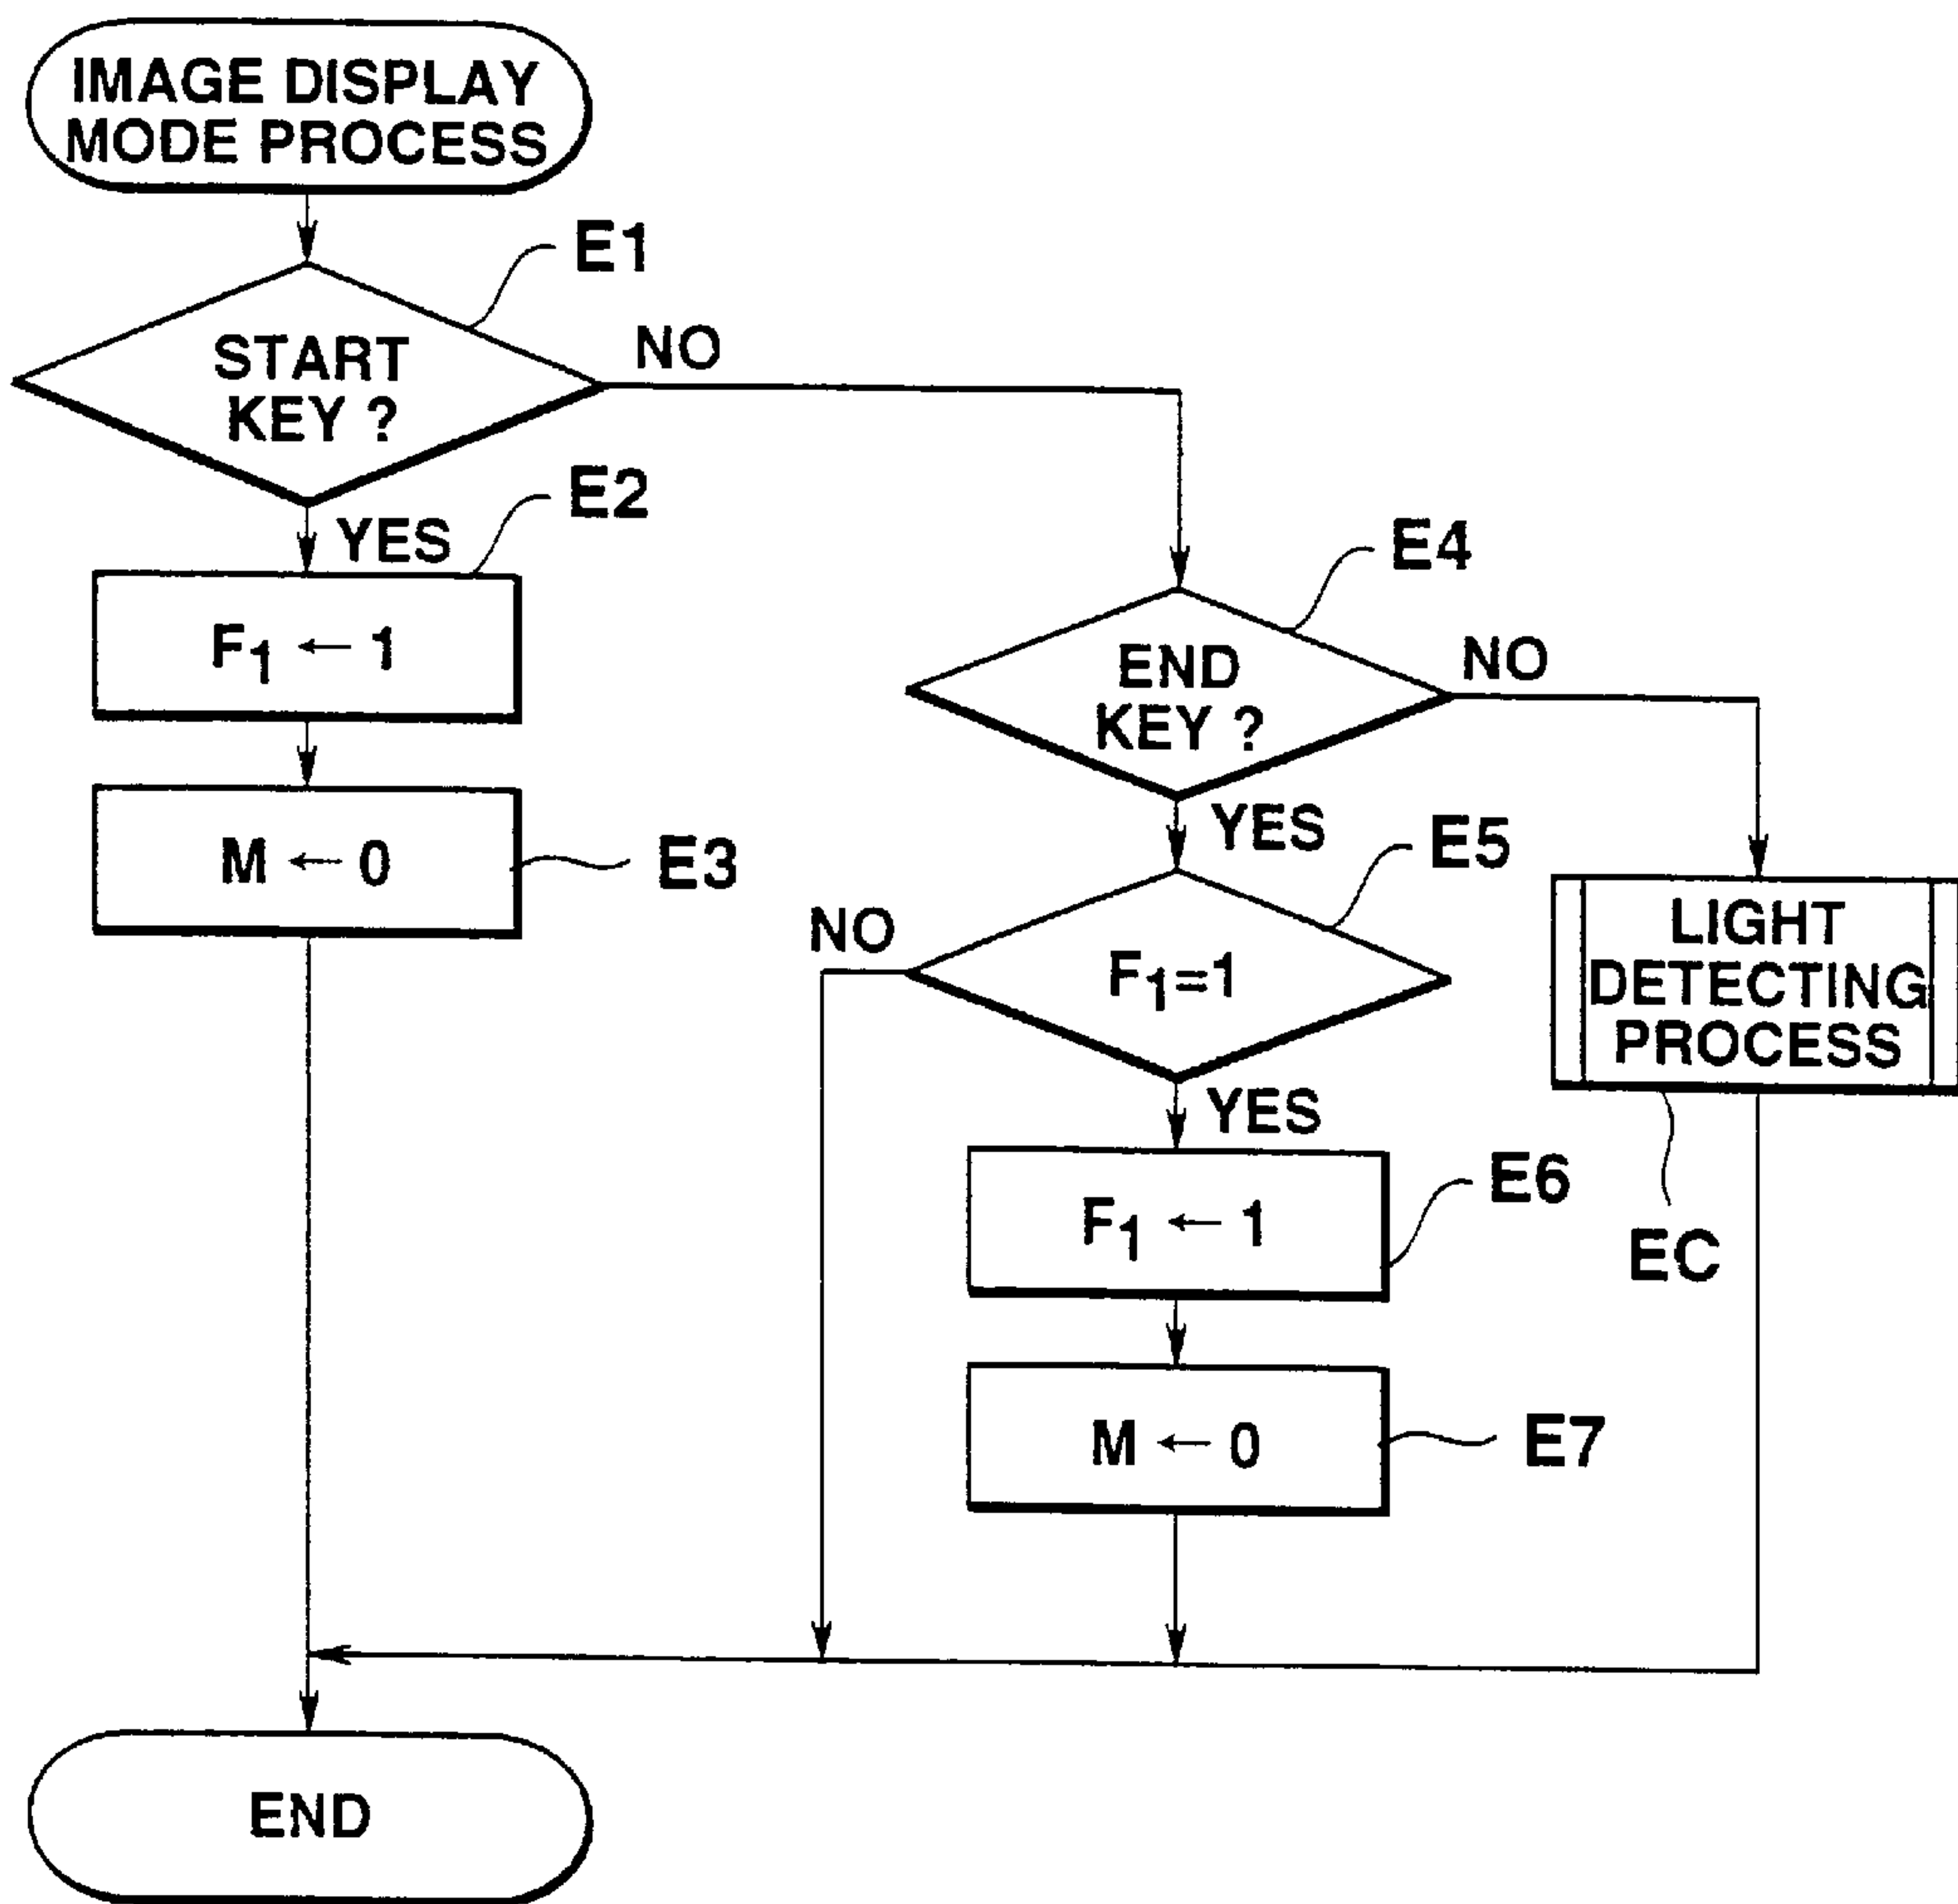 IMAGE DISPLAY
MODE PROCESS
E1
START
KEY ?
NO
YES
E2
F1 ← 1
M ← 0
E3
E4
END
KEY ?
NO
YES
E5
F1=1
NO
YES
LIGHT
DETECTING
PROCESS
EC
E6
F1 ← 1
M ← 0
E7
END